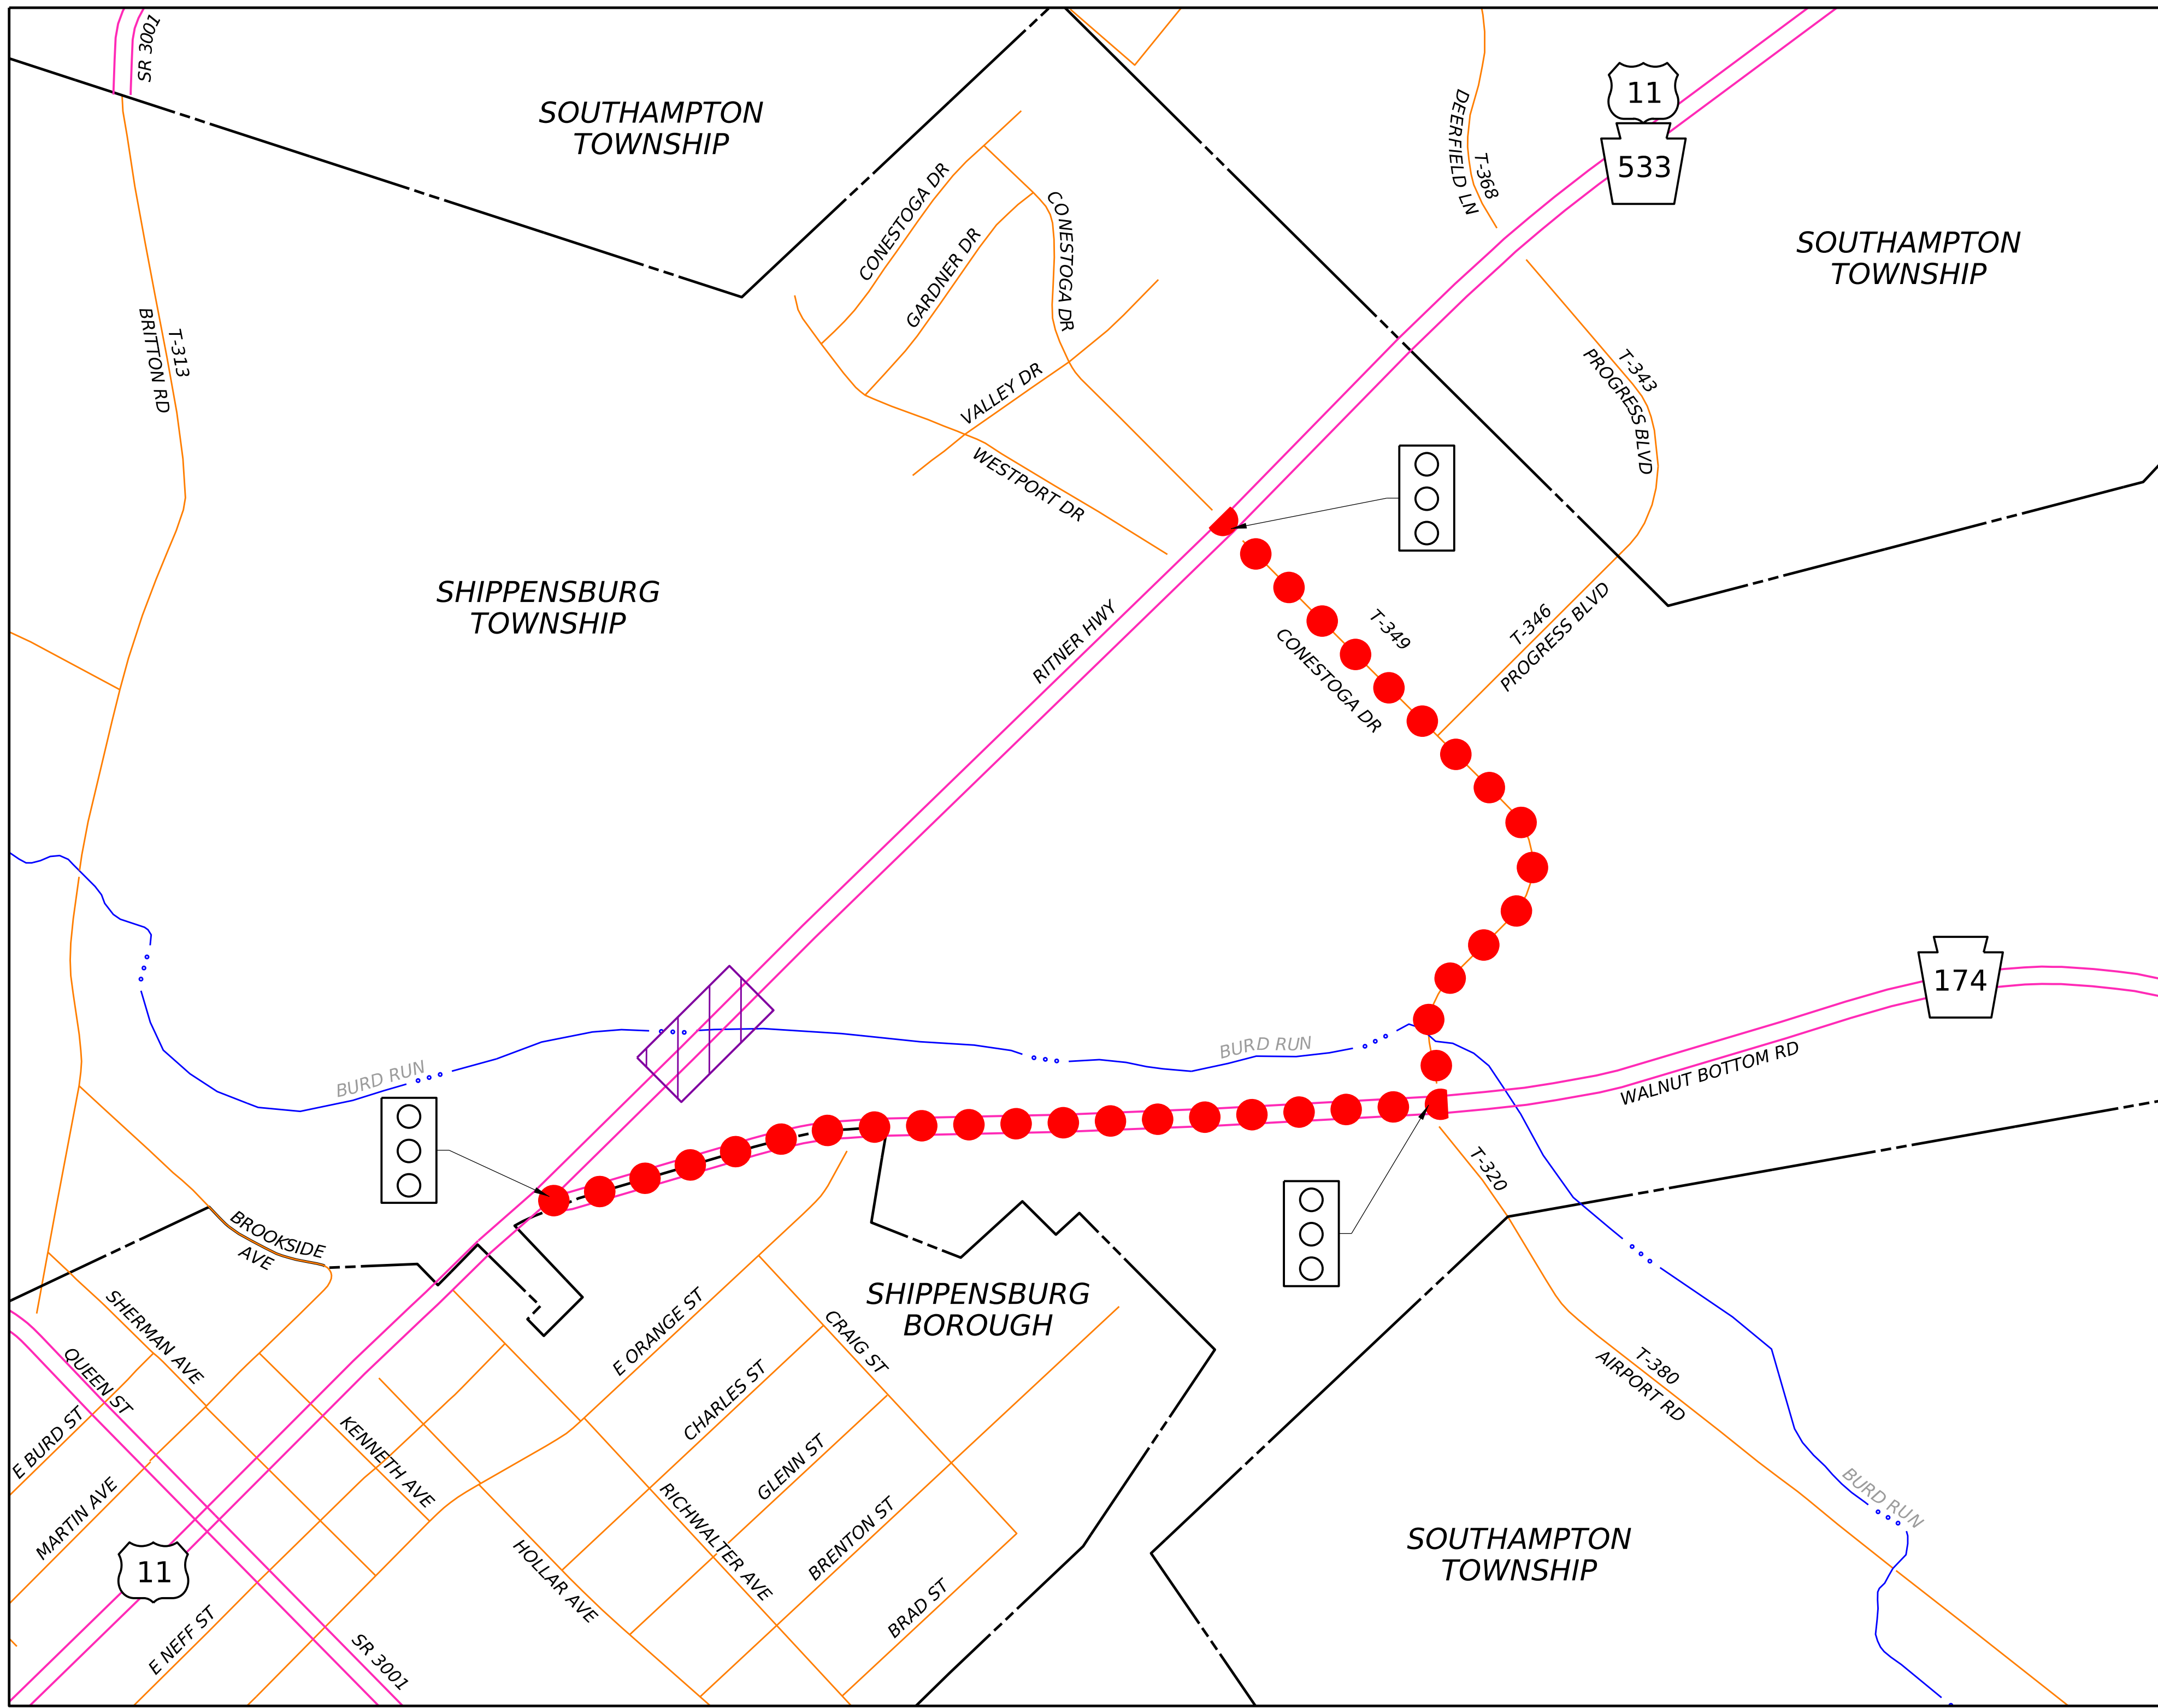 SR 3001
SOUTHAMPTON
TOWNSHIP
11
533
DEERFIELD LN
T-368
CONESTOGA DR
GARDNER DR
CONESTOGA DR
SOUTHAMPTON
TOWNSHIP
T-313
BRITTON RD
VALLEY DR
WESTPORT DR
T-343
PROGRESS BLVD
SHIPPENSBURG
TOWNSHIP
RITNER HWY
T-349
CONESTOGA DR
T-346
PROGRESS BLVD
174
BURD RUN
BURD RUN
WALNUT BOTTOM RD
T-320
BROOKSIDE
AVE
SHIPPENSBURG
BOROUGH
SHERMAN AVE
QUEEN ST
E BURD ST
MARTIN AVE
KENNETH AVE
E ORANGE ST
CRAIG ST
CHARLES ST
GLENN ST
T-380
AIRPORT RD
BURD RUN
RICHWALTER AVE
BRENTON ST
HOLLAR AVE
BRAD ST
11
E NEFF ST
SR 3001
SOUTHAMPTON
TOWNSHIP